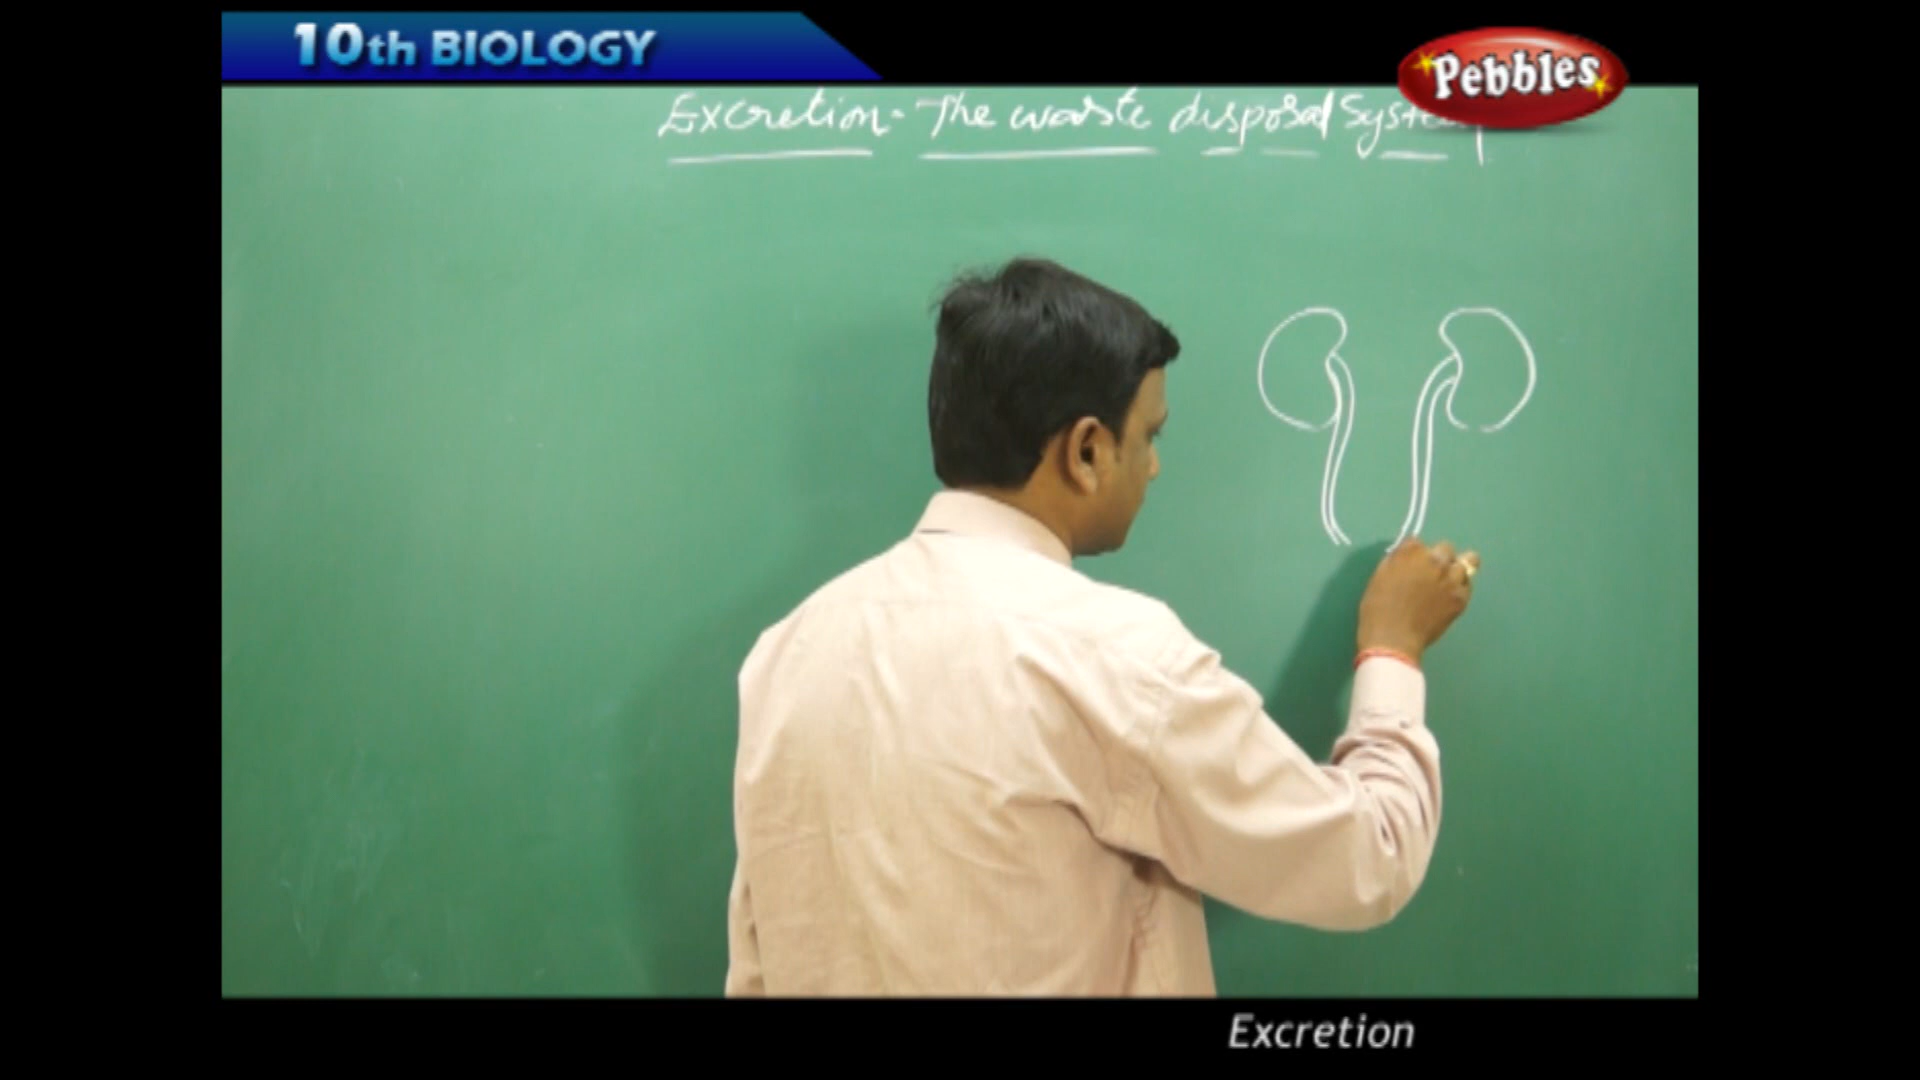 10th BIOLOGY
Pebbles
Excretion - The waste disposal System
Excretion